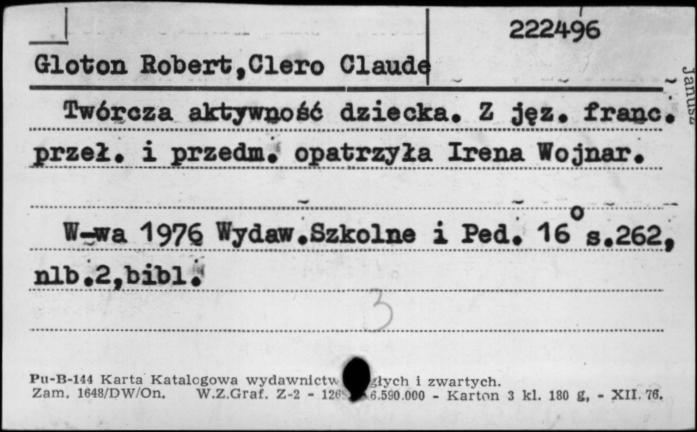 222496
Gloton Robert,Clero Claude
Twórcza aktywność dziecka. Z jęz. franc.
przeł. i przedm. opatrzyła Irena Wojnar.
W-wa 1976 Wydaw.Szkolne i Ped. 16° s.262,
nlb.2,bibl.
3
Pu-B-144 Karta Katalogowa wydawnictw głych i zwartych.
Zam. 1648/DW/On. W.Z.Graf. Z-2 - 126 6.590.000 - Karton 3 kl. 180 g, - XII. 76.